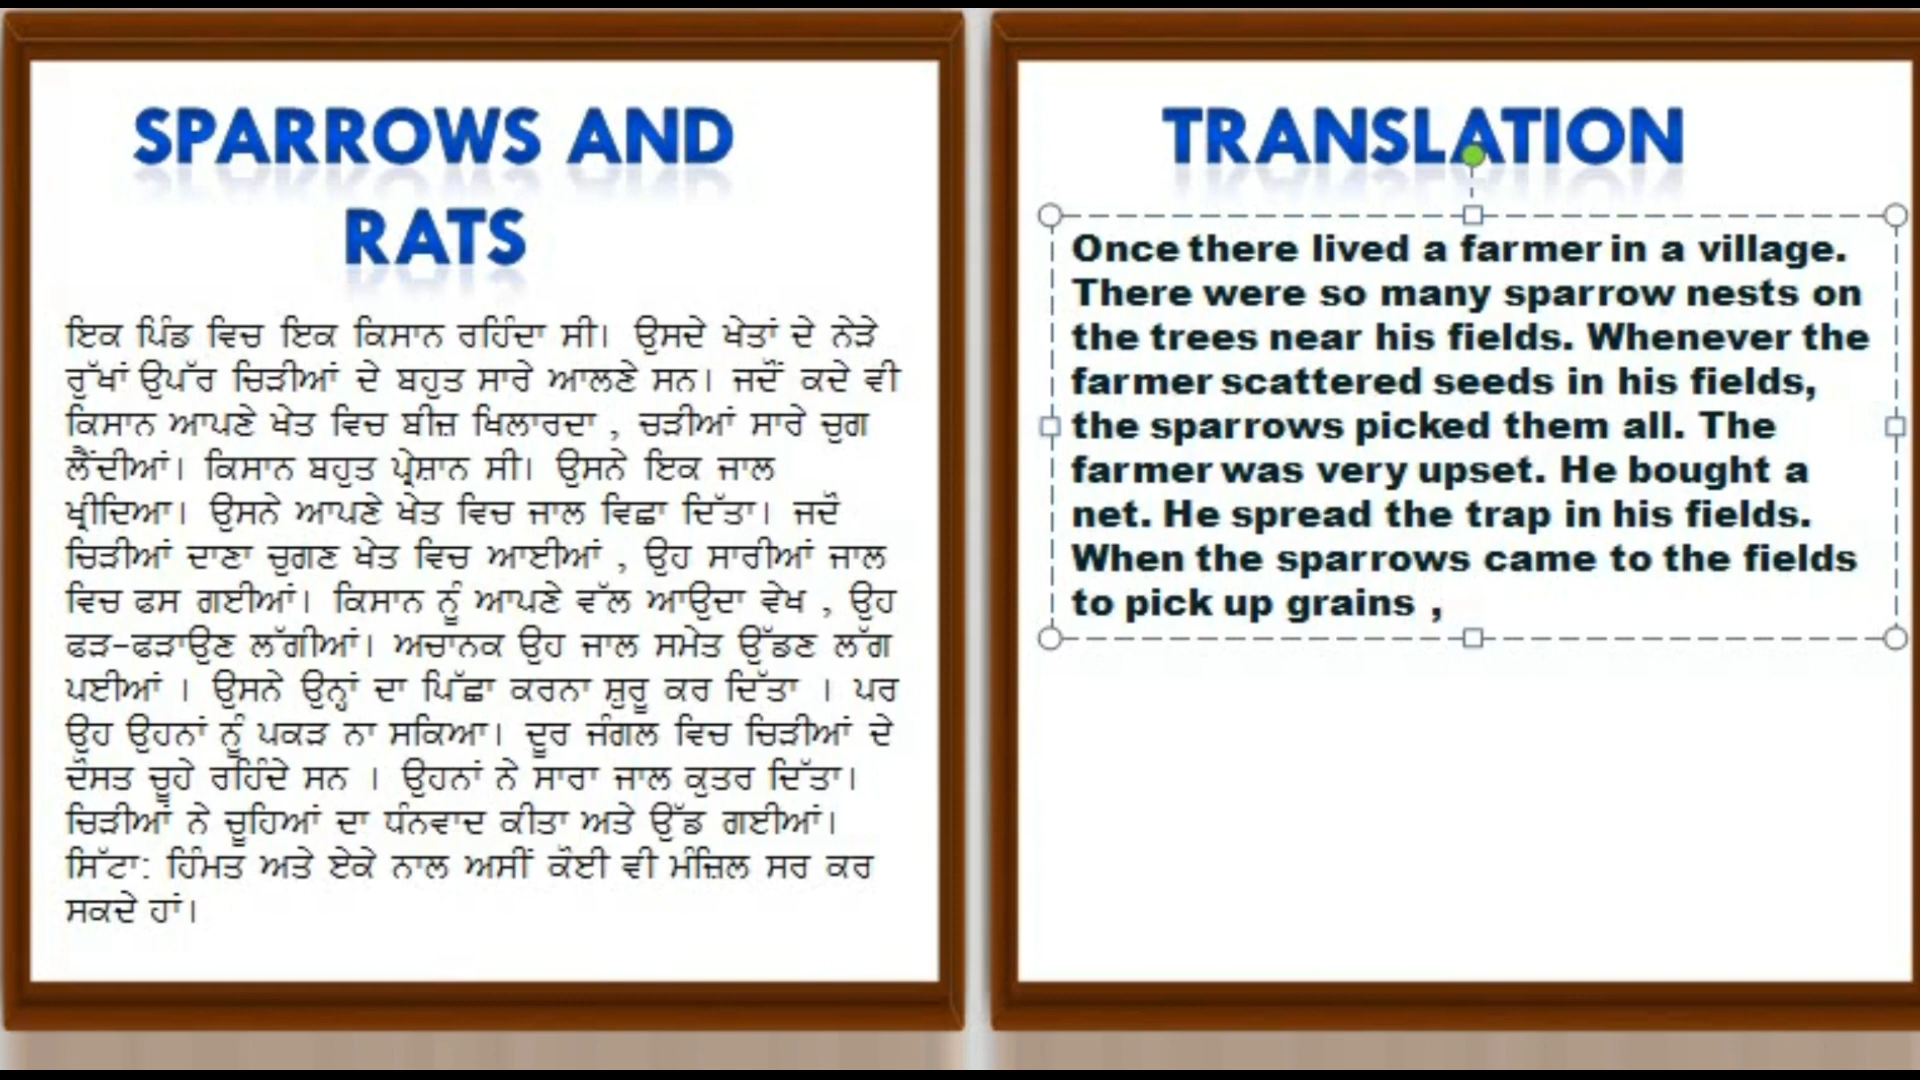 SPARROWS AND
RATS
ਇਕ ਪਿੰਡ ਵਿਚ ਇਕ ਕਿਸਾਨ ਰਹਿੰਦਾ ਸੀ। ਉਸਦੇ ਖੇਤਾਂ ਦੇ ਨੇੜੇ
ਰੁੱਖਾਂ ਉਪੱਰ ਚਿੜੀਆਂ ਦੇ ਬਹੁਤ ਸਾਰੇ ਆਲਣੇ ਸਨ। ਜਦੋਂ ਕਦੇ ਵੀ
ਕਿਸਾਨ ਆਪਣੇ ਖੇਤ ਵਿਚ ਬੀਜ਼ ਖਿਲਾਰਦਾ , ਚੜੀਆਂ ਸਾਰੇ ਚੁਗ
ਲੈਂਦੀਆਂ। ਕਿਸਾਨ ਬਹੁਤ ਪ੍ਰੇਸ਼ਾਨ ਸੀ। ਉਸਨੇ ਇਕ ਜਾਲ
ਖ੍ਰੀਦਿਆ। ਉਸਨੇ ਆਪਣੇ ਖੇਤ ਵਿਚ ਜਾਲ ਵਿਛਾ ਦਿੱਤਾ। ਜਦੋ
ਚਿੜੀਆਂ ਦਾਣਾ ਚੁਗਣ ਖੇਤ ਵਿਚ ਆਈਆਂ , ਉਹ ਸਾਰੀਆਂ ਜਾਲ
ਵਿਚ ਫਸ ਗਈਆਂ। ਕਿਸਾਨ ਨੂੰ ਆਪਣੇ ਵੱਲ ਆਉਦਾ ਵੇਖ , ਉਹ
ਫੜ-ਫੜਾਉਣ ਲੱਗੀਆਂ। ਅਚਾਨਕ ਉਹ ਜਾਲ ਸਮੇਤ ਉੱਡਣ ਲੱਗ
ਪਈਆਂ । ਉਸਨੇ ਉਨ੍ਹਾਂ ਦਾ ਪਿੱਛਾ ਕਰਨਾ ਸ਼ੁਰੂ ਕਰ ਦਿੱਤਾ । ਪਰ
ਉਹ ਉਹਨਾਂ ਨੂੰ ਪਕੜ ਨਾ ਸਕਿਆ। ਦੂਰ ਜੰਗਲ ਵਿਚ ਚਿੜੀਆਂ ਦੇ
ਦੋਸਤ ਚੂਹੇ ਰਹਿੰਦੇ ਸਨ । ਉਹਨਾਂ ਨੇ ਸਾਰਾ ਜਾਲ ਕੁਤਰ ਦਿੱਤਾ।
ਚਿੜੀਆਂ ਨੇ ਚੂਹਿਆਂ ਦਾ ਧੰਨਵਾਦ ਕੀਤਾ ਅਤੇ ਉੱਡ ਗਈਆਂ।
ਸਿੱਟਾ: ਹਿੰਮਤ ਅਤੇ ਏਕੇ ਨਾਲ ਅਸੀਂ ਕੋਈ ਵੀ ਮੰਜ਼ਿਲ ਸਰ ਕਰ
ਸਕਦੇ ਹਾਂ।
TRANSLATION
Once there lived a farmer in a village.
There were so many sparrow nests on
the trees near his fields. Whenever the
farmer scattered seeds in his fields,
the sparrows picked them all. The
farmer was very upset. He bought a
net. He spread the trap in his fields.
When the sparrows came to the fields
to pick up grains ,